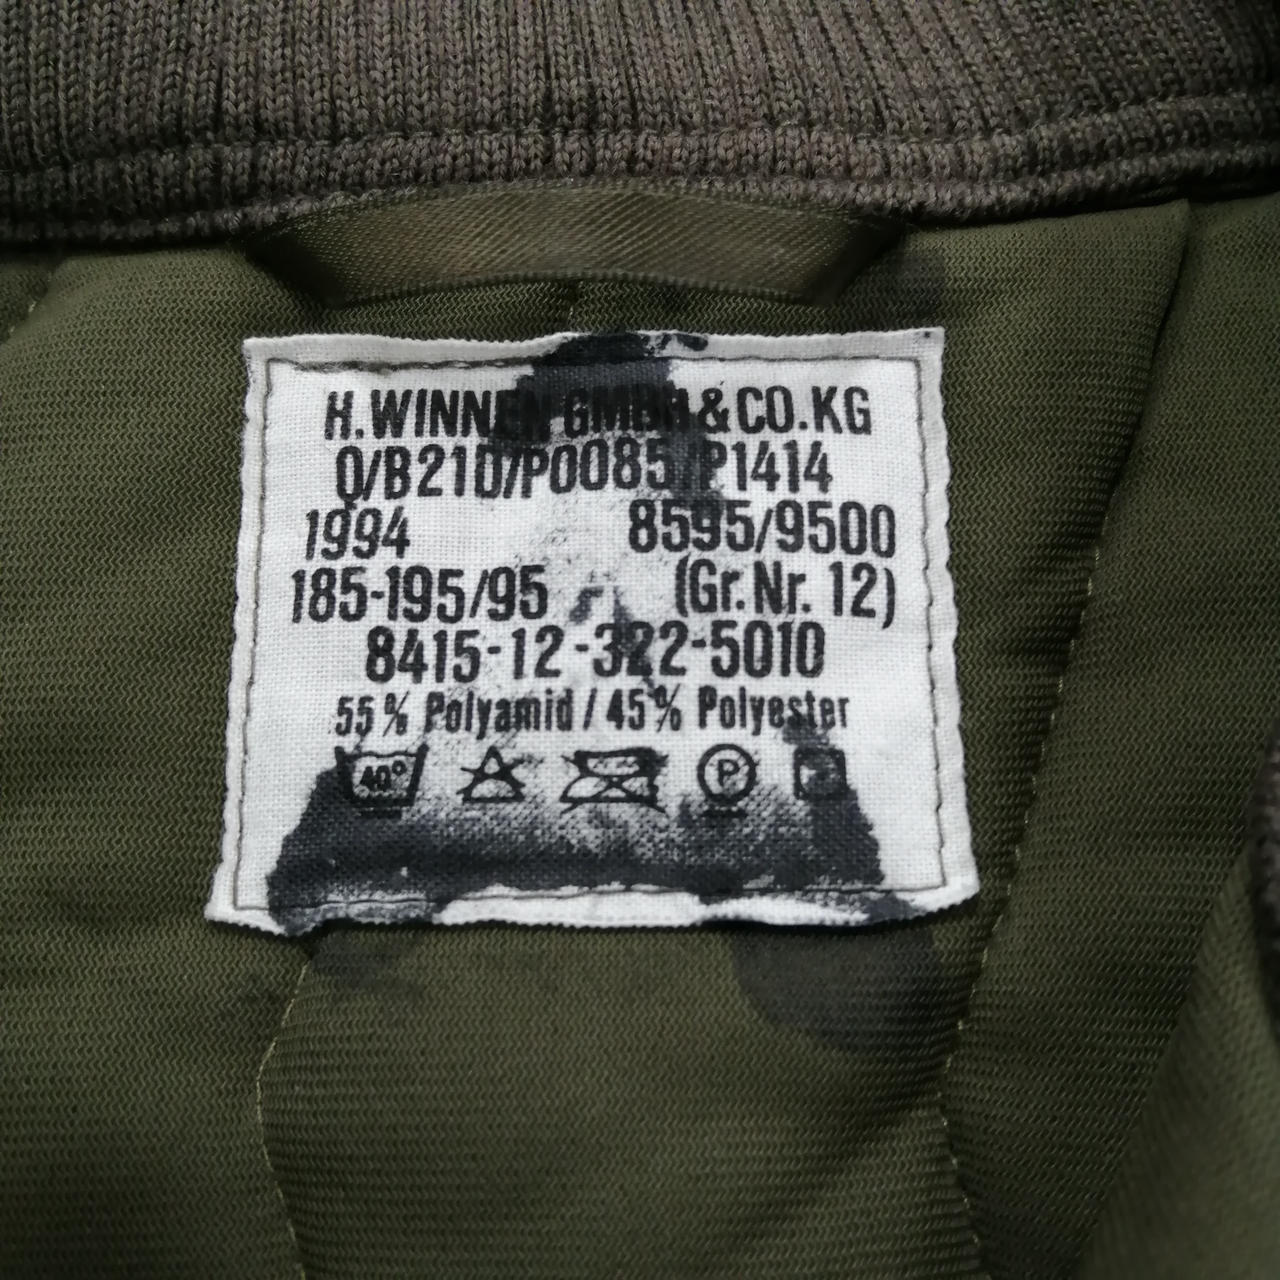 H.WINNEN GMBH & CO.KG
Q/B21D/P0085/P1414
1994 8595/9500
185-195/95 (Gr.Nr. 12)
8415-12-322-5010
55% Polyamid / 45% Polyester
40° P